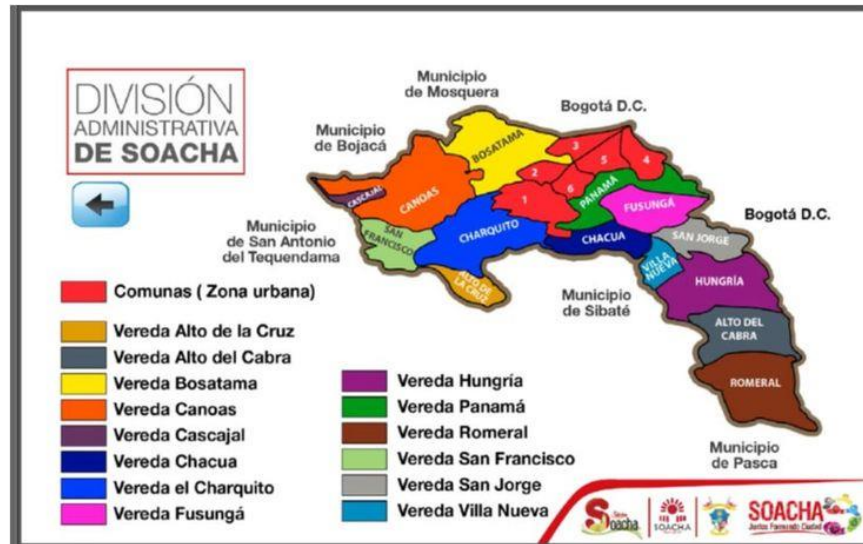 DIVISIÓN
ADMINISTRATIVA
DE SOACHA
Municipio
de Mosquera
Bogotá D.C.
Municipio
de Bojacá
Municipio
de San Antonio
del Tequendama
Bogotá D.C.
Municipio
de Sibaté
Municipio
de Pasca
BOSATAMA
3
5
4
2
6
1
CASCAJAL
CANOAS
PANAMÁ
FUSUNGÁ
SAN
FRANCISCO
CHARQUITO
CHACUA
SAN JORGE
VILLA
NUEVA
ALTO DE
LA CRUZ
HUNGRÍA
ALTO DEL
CABRA
ROMERAL
Comunas ( Zona urbana)
Vereda Alto de la Cruz
Vereda Alto del Cabra
Vereda Bosatama
Vereda Canoas
Vereda Cascajal
Vereda Chacua
Vereda el Charquito
Vereda Fusungá
Vereda Hungría
Vereda Panamá
Vereda Romeral
Vereda San Francisco
Vereda San Jorge
Vereda Villa Nueva
Soacha
SOACHA
SOACHA
Juntos Formando Ciudad